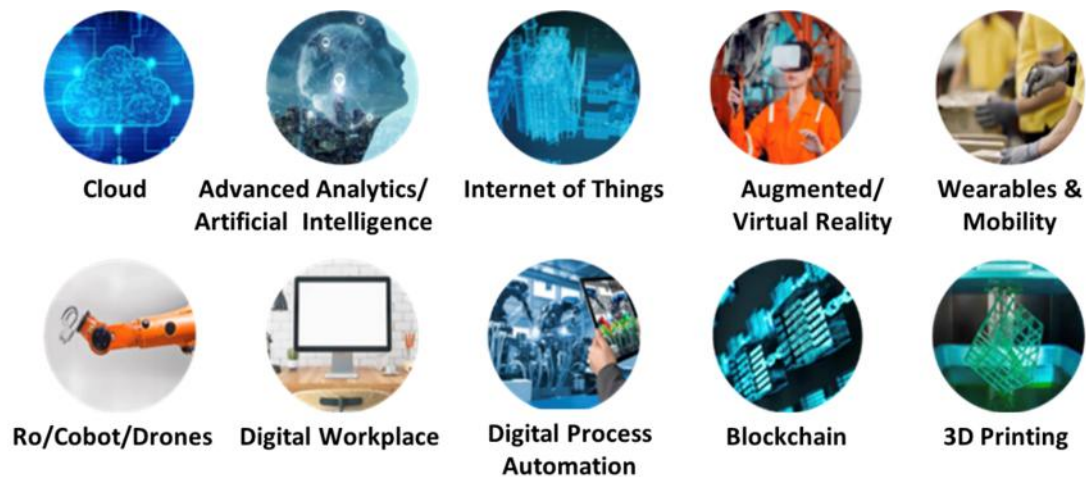 Cloud
Advanced Analytics/
Artificial Intelligence
Internet of Things
Augmented/
Virtual Reality
Wearables &
Mobility
Ro/Cobot/Drones
Digital Workplace
Digital Process
Automation
Blockchain
3D Printing